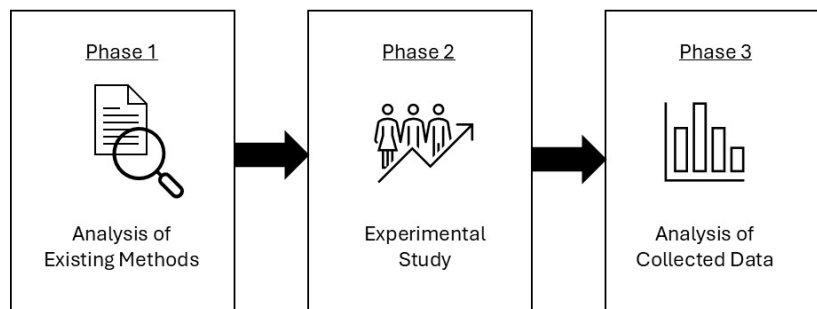 Phase 1
Analysis of
Existing Methods
Phase 2
Experimental
Study
Phase 3
Analysis of
Collected Data